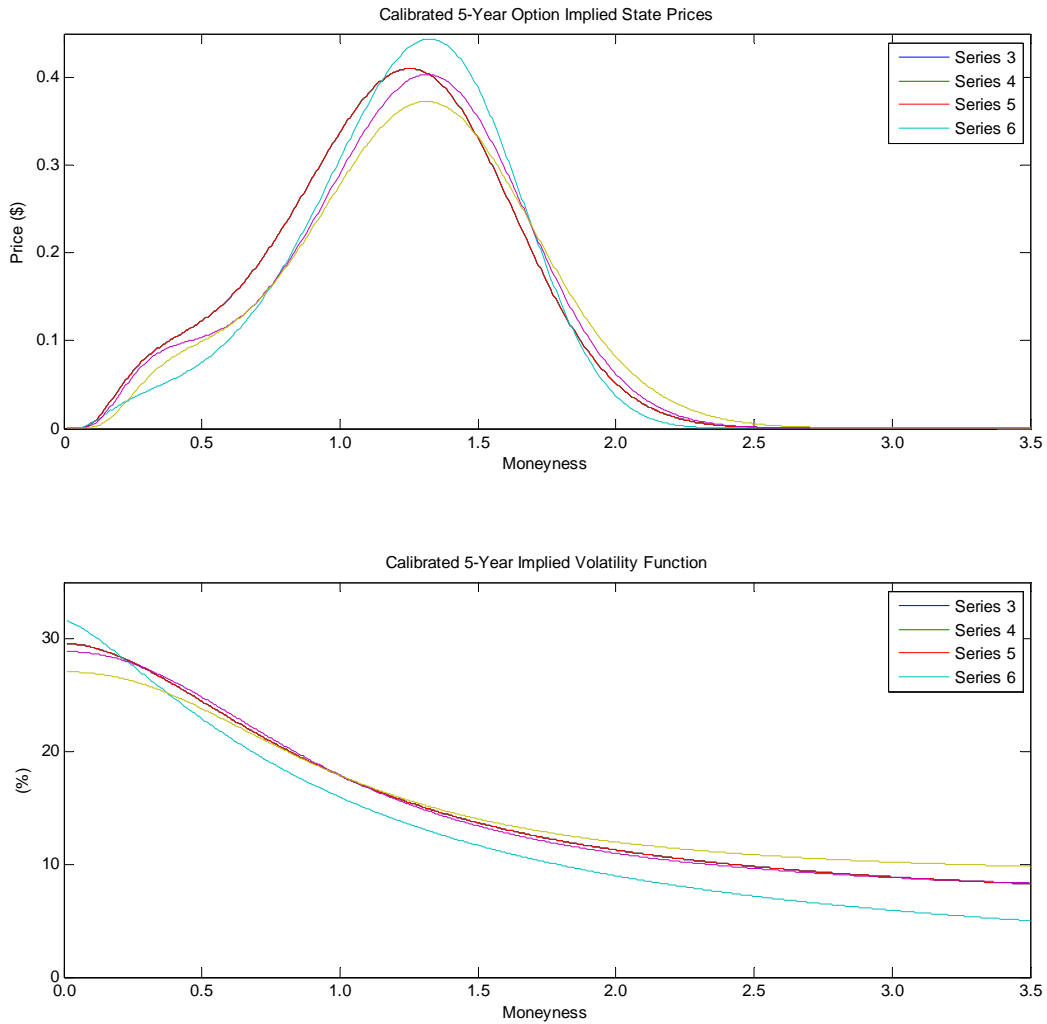 Calibrated 5-Year Option Implied State Prices
Series 3
Series 4
Series 5
Series 6
Price ($)
0.4
0.3
0.2
0.1
0
0 0.5 1.0 1.5 2.0 2.5 3.0 3.5
Moneyness
Calibrated 5-Year Implied Volatility Function
Series 3
Series 4
Series 5
Series 6
(%)
30
20
10
0
0.0 0.5 1.0 1.5 2.0 2.5 3.0 3.5
Moneyness